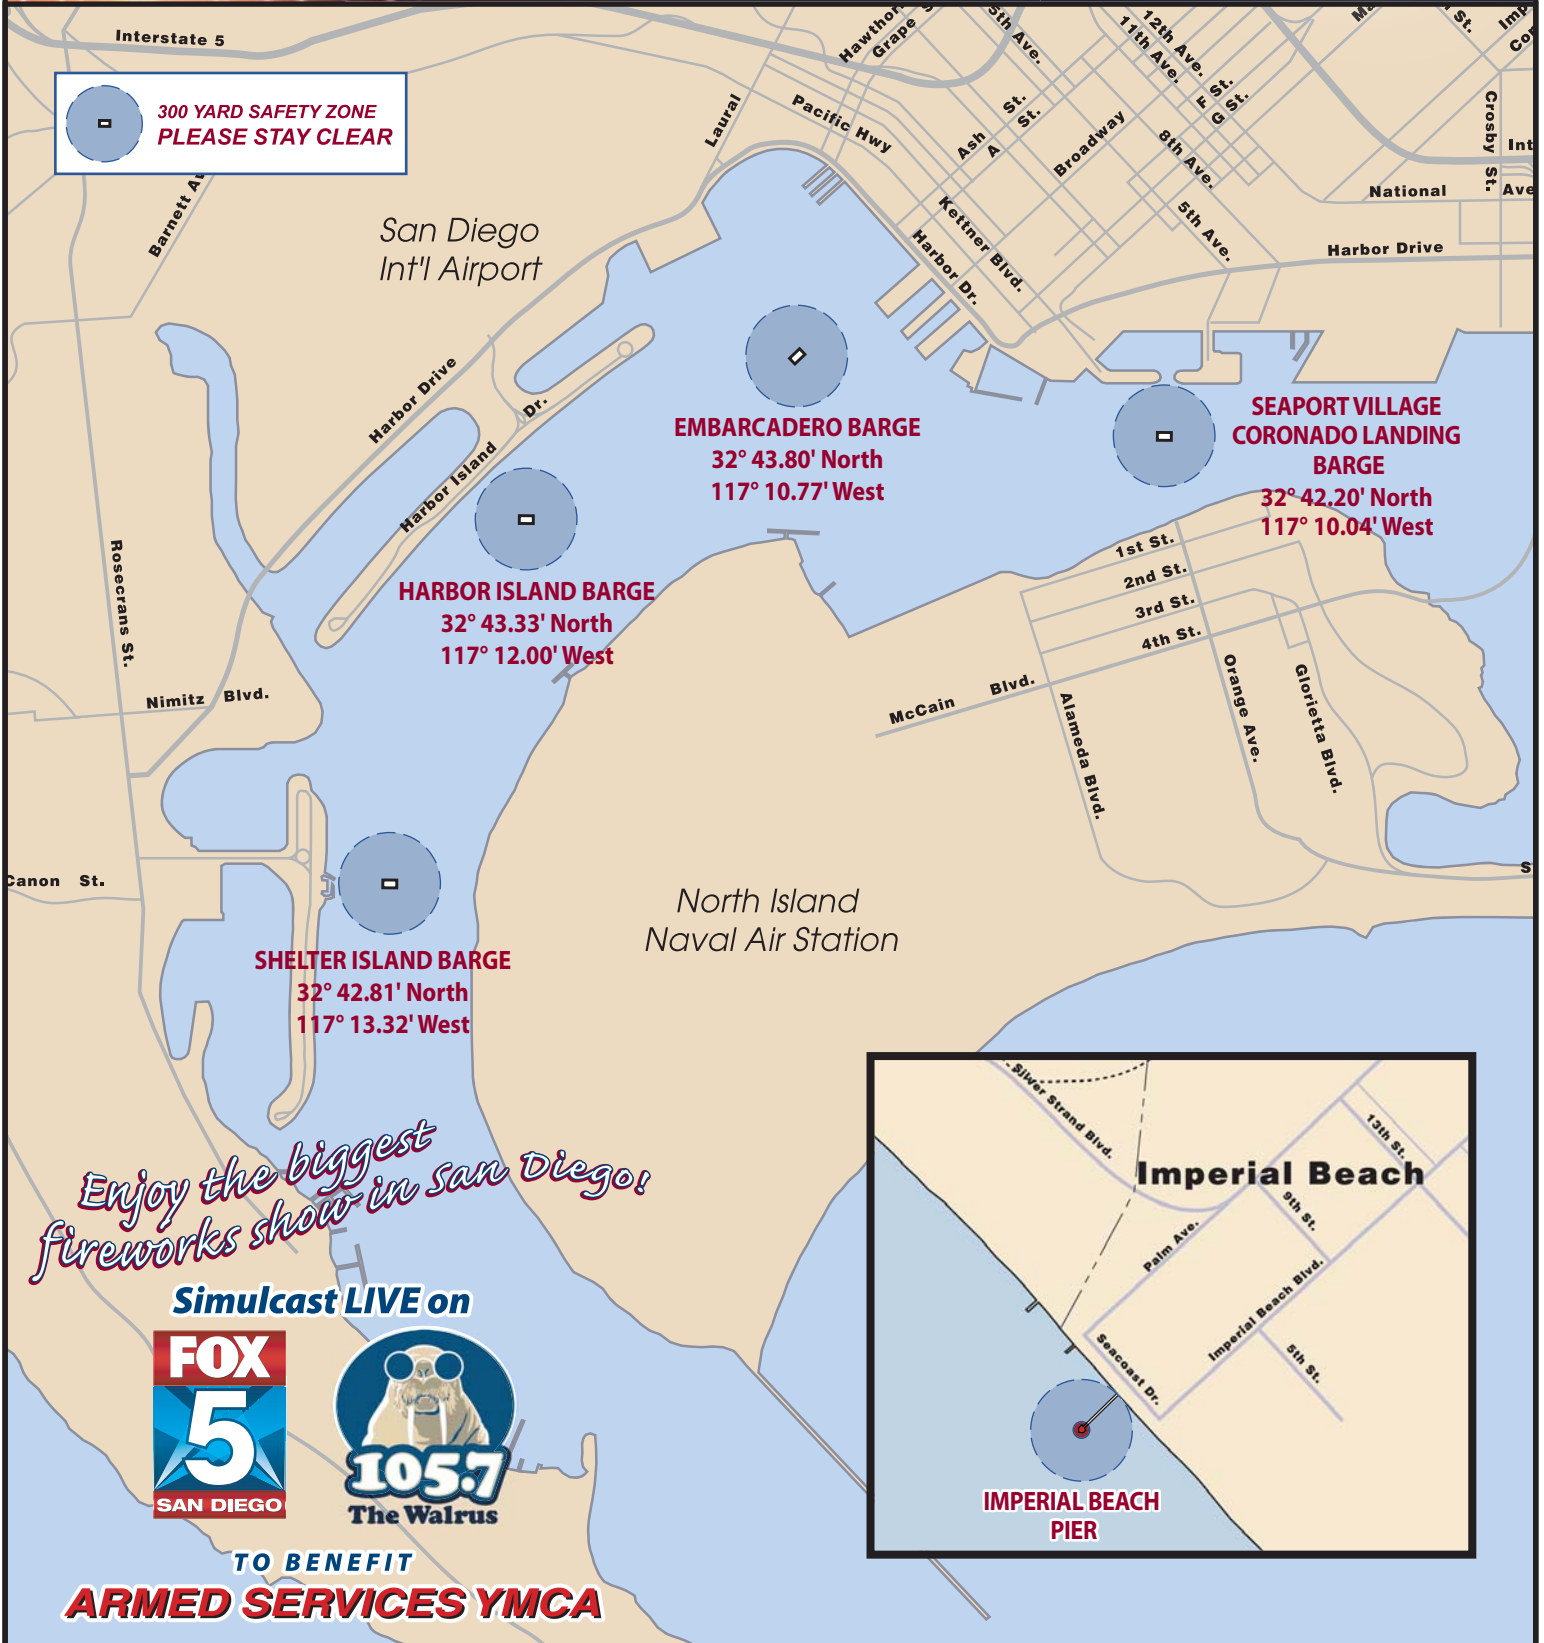 Interstate 5
300 YARD SAFETY ZONE
PLEASE STAY CLEAR
Barnett
San Diego
Int'l Airport
Laural
Pacific Hwy
Grape
5th Ave.
12th Ave.
11th Ave.
F St.
G St.
Ash St.
A St.
Broadway
8th Ave.
5th Ave.
Kettner Blvd.
Harbor Dr.
St.
Crosby St.
National Ave
Harbor Drive
Harbor Drive
Harbor Island Dr.
EMBARCADERO BARGE
32° 43.80' North
117° 10.77' West
SEAPORT VILLAGE
CORONADO LANDING
BARGE
32° 42.20' North
117° 10.04' West
HARBOR ISLAND BARGE
32° 43.33' North
117° 12.00' West
Rosecrans St.
Nimitz Blvd.
1st St.
2nd St.
3rd St.
4th St.
McCain Blvd.
Alameda Blvd.
Orange Ave.
Glorietta Blvd.
Canon St.
North Island
Naval Air Station
SHELTER ISLAND BARGE
32° 42.81' North
117° 13.32' West
Enjoy the biggest
fireworks show in San Diego!
Simulcast LIVE on
FOX
5
SAN DIEGO
105.7
The Walrus
TO BENEFIT
ARMED SERVICES YMCA
Silver Strand Blvd.
13th St.
Imperial Beach
9th St.
Palm Ave.
Imperial Beach Blvd.
Seacoast Dr.
5th St.
IMPERIAL BEACH
PIER